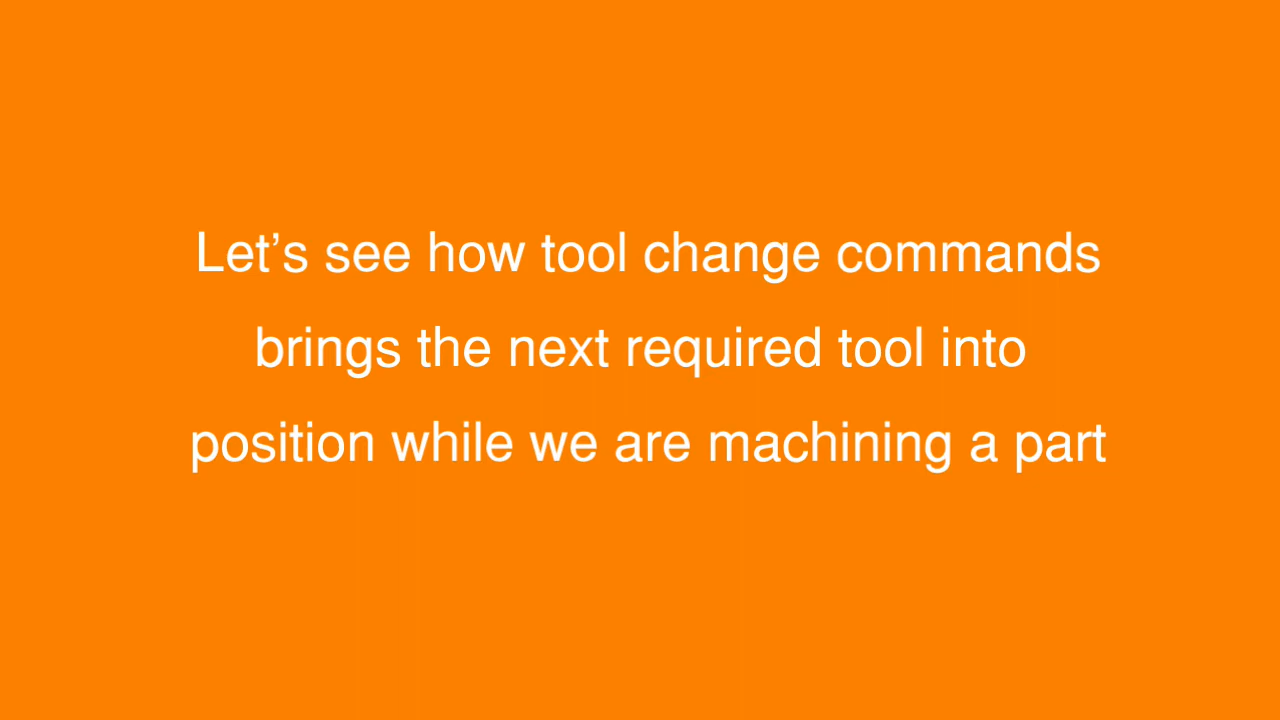 Let’s see how tool change commands
brings the next required tool into
position while we are machining a part